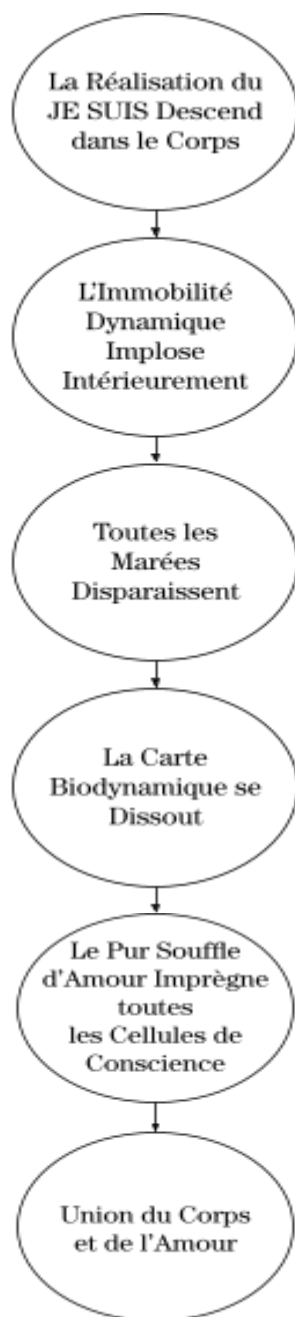 La Réalisation du
JE SUIS Descend
dans le Corps
L'Immobilité
Dynamique
Implose
Intérieurement
Toutes les
Marées
Disparaissent
La Carte
Biodynamique se
Dissout
Le Pur Souffle
d'Amour Imprègne
toutes
les Cellules de
Conscience
Union du Corps
et de l'Amour